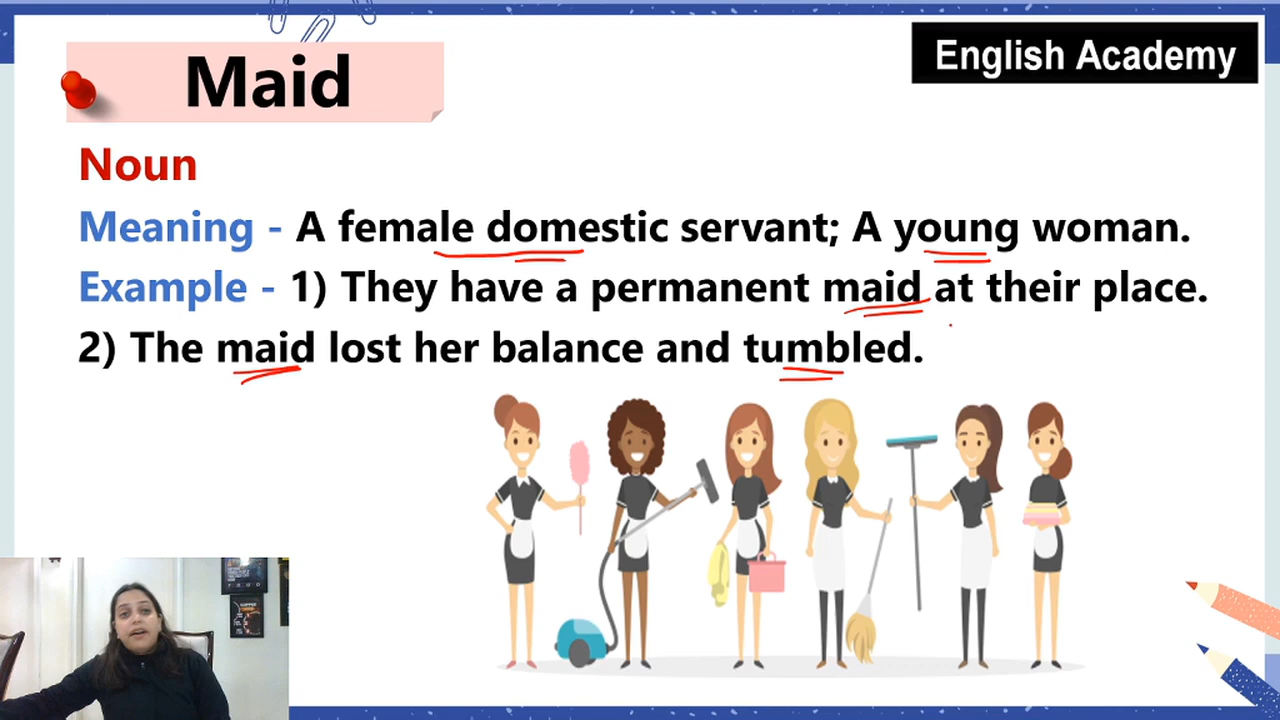 English Academy
Maid
Noun
Meaning - A female domestic servant; A young woman.
Example - 1) They have a permanent maid at their place.
2) The maid lost her balance and tumbled.